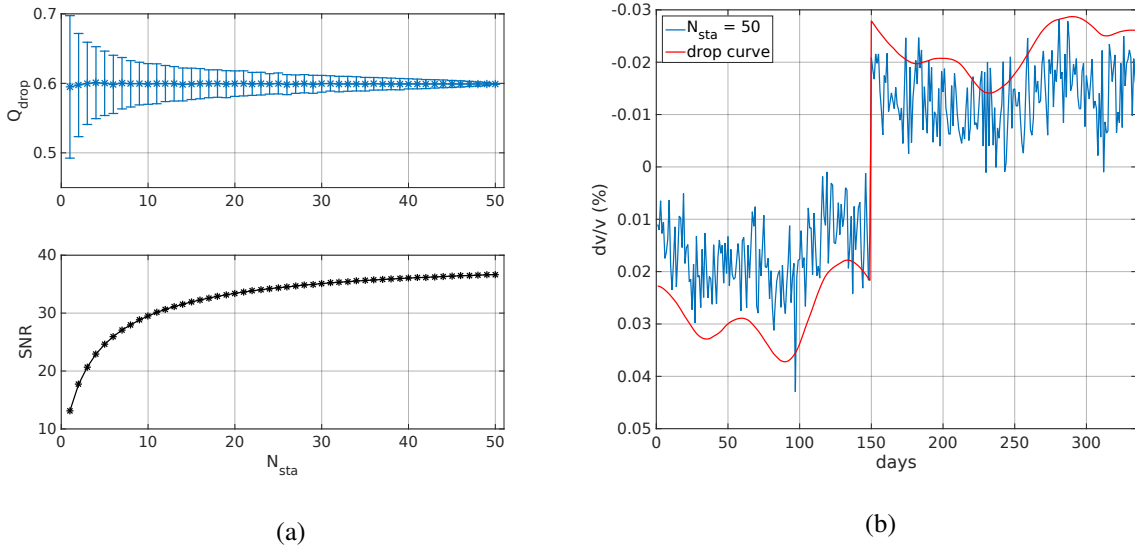 0.7
0.6
0.5
Q_drop
0 10 20 30 40 50
40
30
20
10
SNR
0 10 20 30 40 50
N_sta
(a)
-0.03
-0.02
-0.01
0
0.01
0.02
0.03
0.04
0.05
dv/v (%)
N_sta = 50
drop curve
0 50 100 150 200 250 300
days
(b)